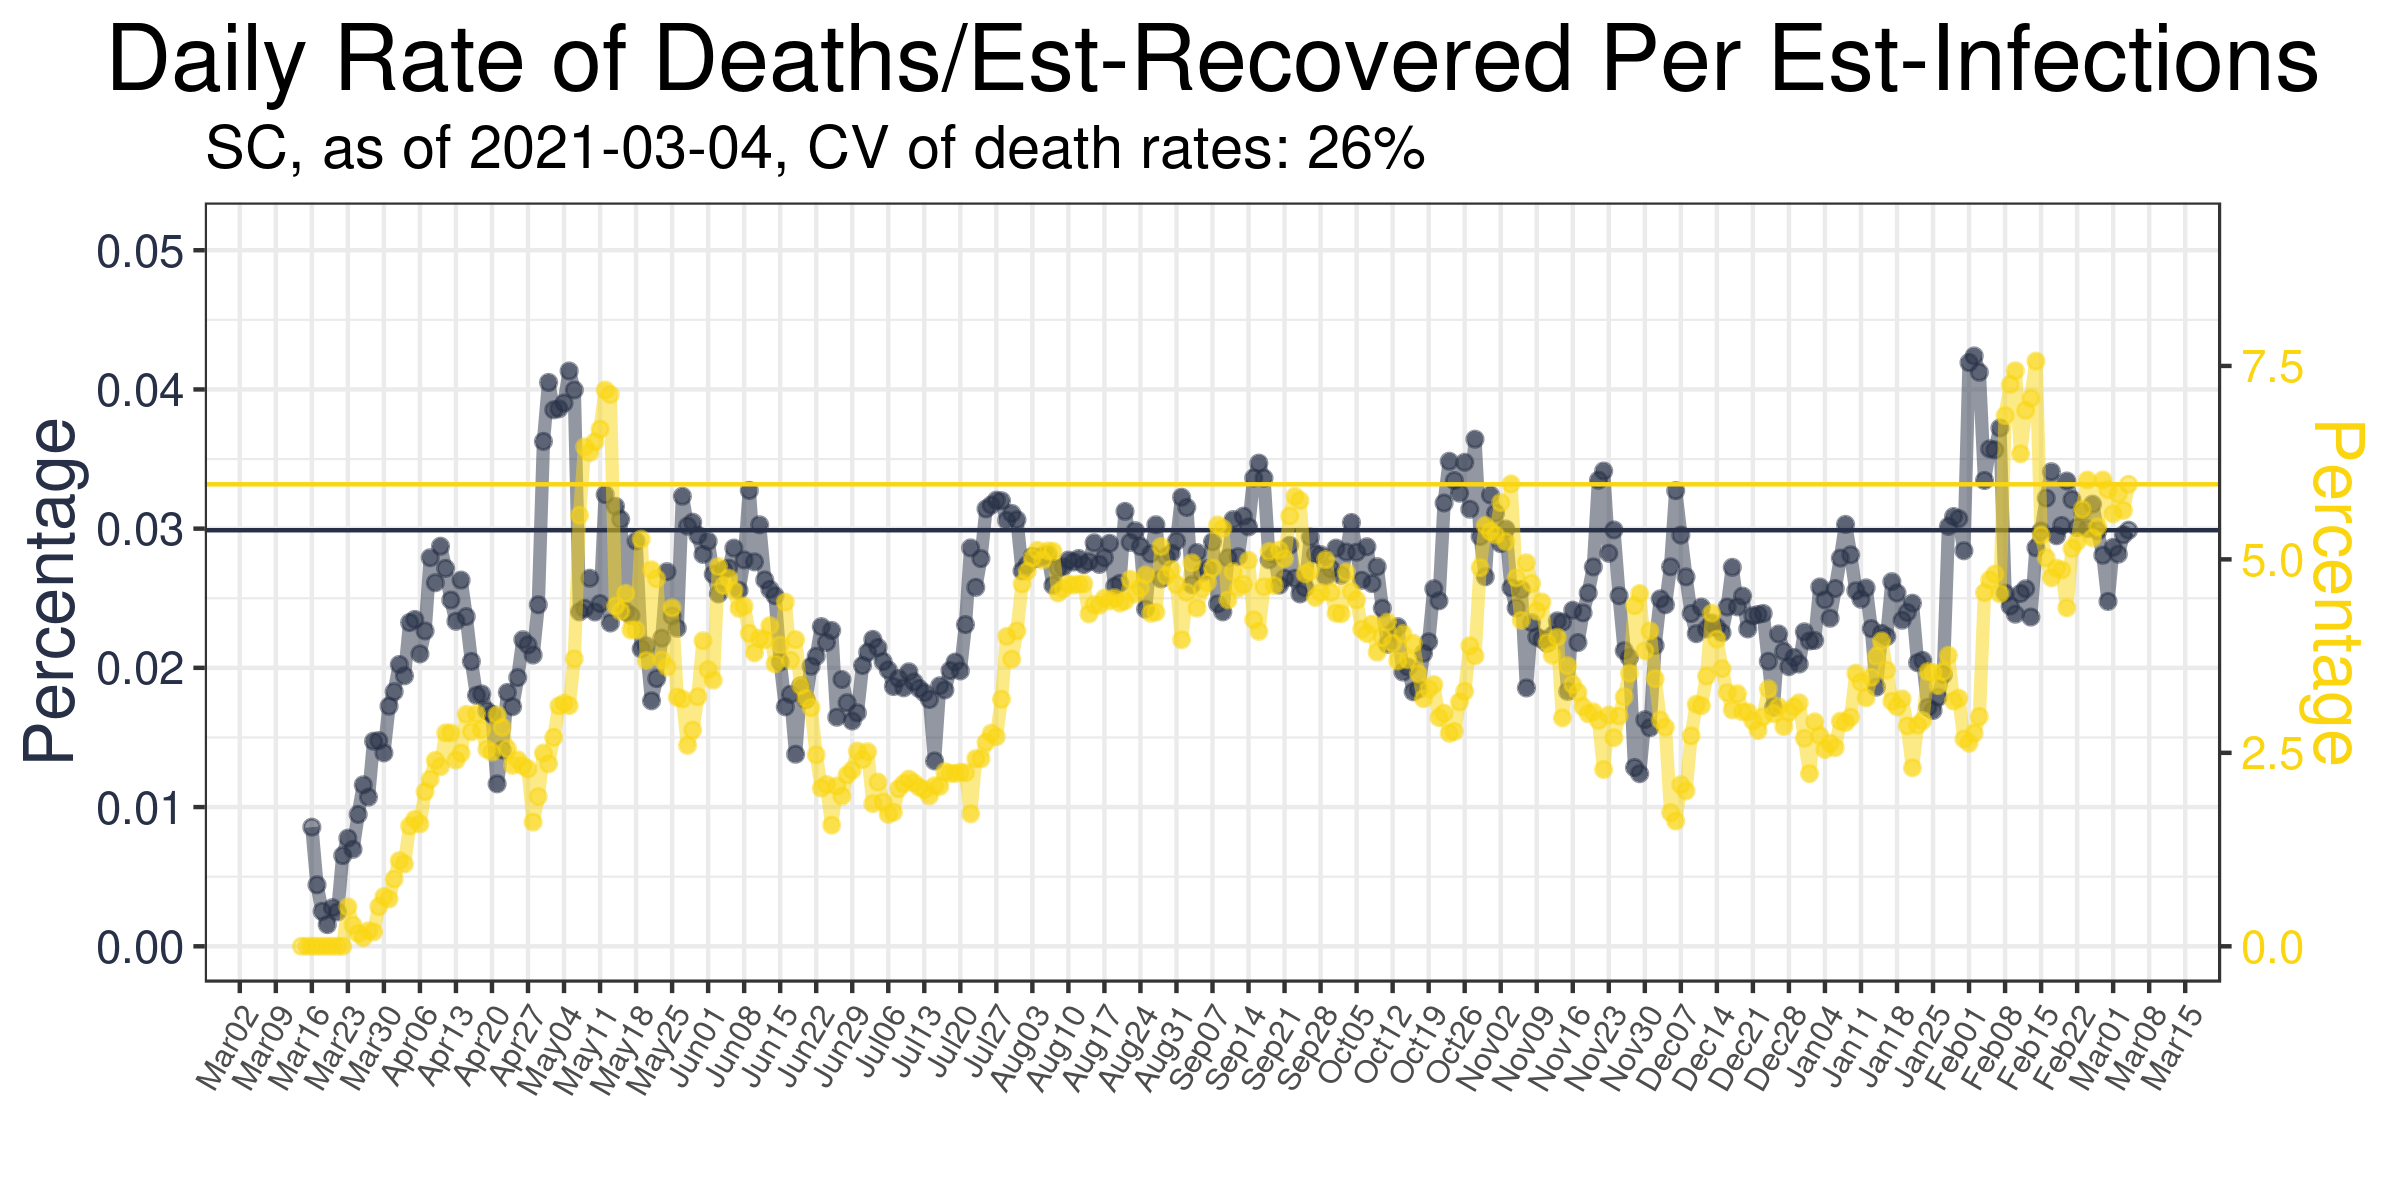 Daily Rate of Deaths/Est-Recovered Per Est-Infections
SC, as of 2021-03-04, CV of death rates: 26%
Percentage
0.05
0.04
0.03
0.02
0.01
0.00
7.5
5.0
2.5
0.0
Percentage
Mar02
Mar09
Mar16
Mar23
Mar30
Apr06
Apr13
Apr20
Apr27
May04
May11
May18
May25
Jun01
Jun08
Jun15
Jun22
Jun29
Jul06
Jul13
Jul20
Jul27
Aug03
Aug10
Aug17
Aug24
Aug31
Sep07
Sep14
Sep21
Sep28
Oct05
Oct12
Oct19
Oct26
Nov02
Nov09
Nov16
Nov23
Nov30
Dec07
Dec14
Dec21
Dec28
Jan04
Jan11
Jan18
Jan25
Feb01
Feb08
Feb15
Feb22
Mar01
Mar08
Mar15